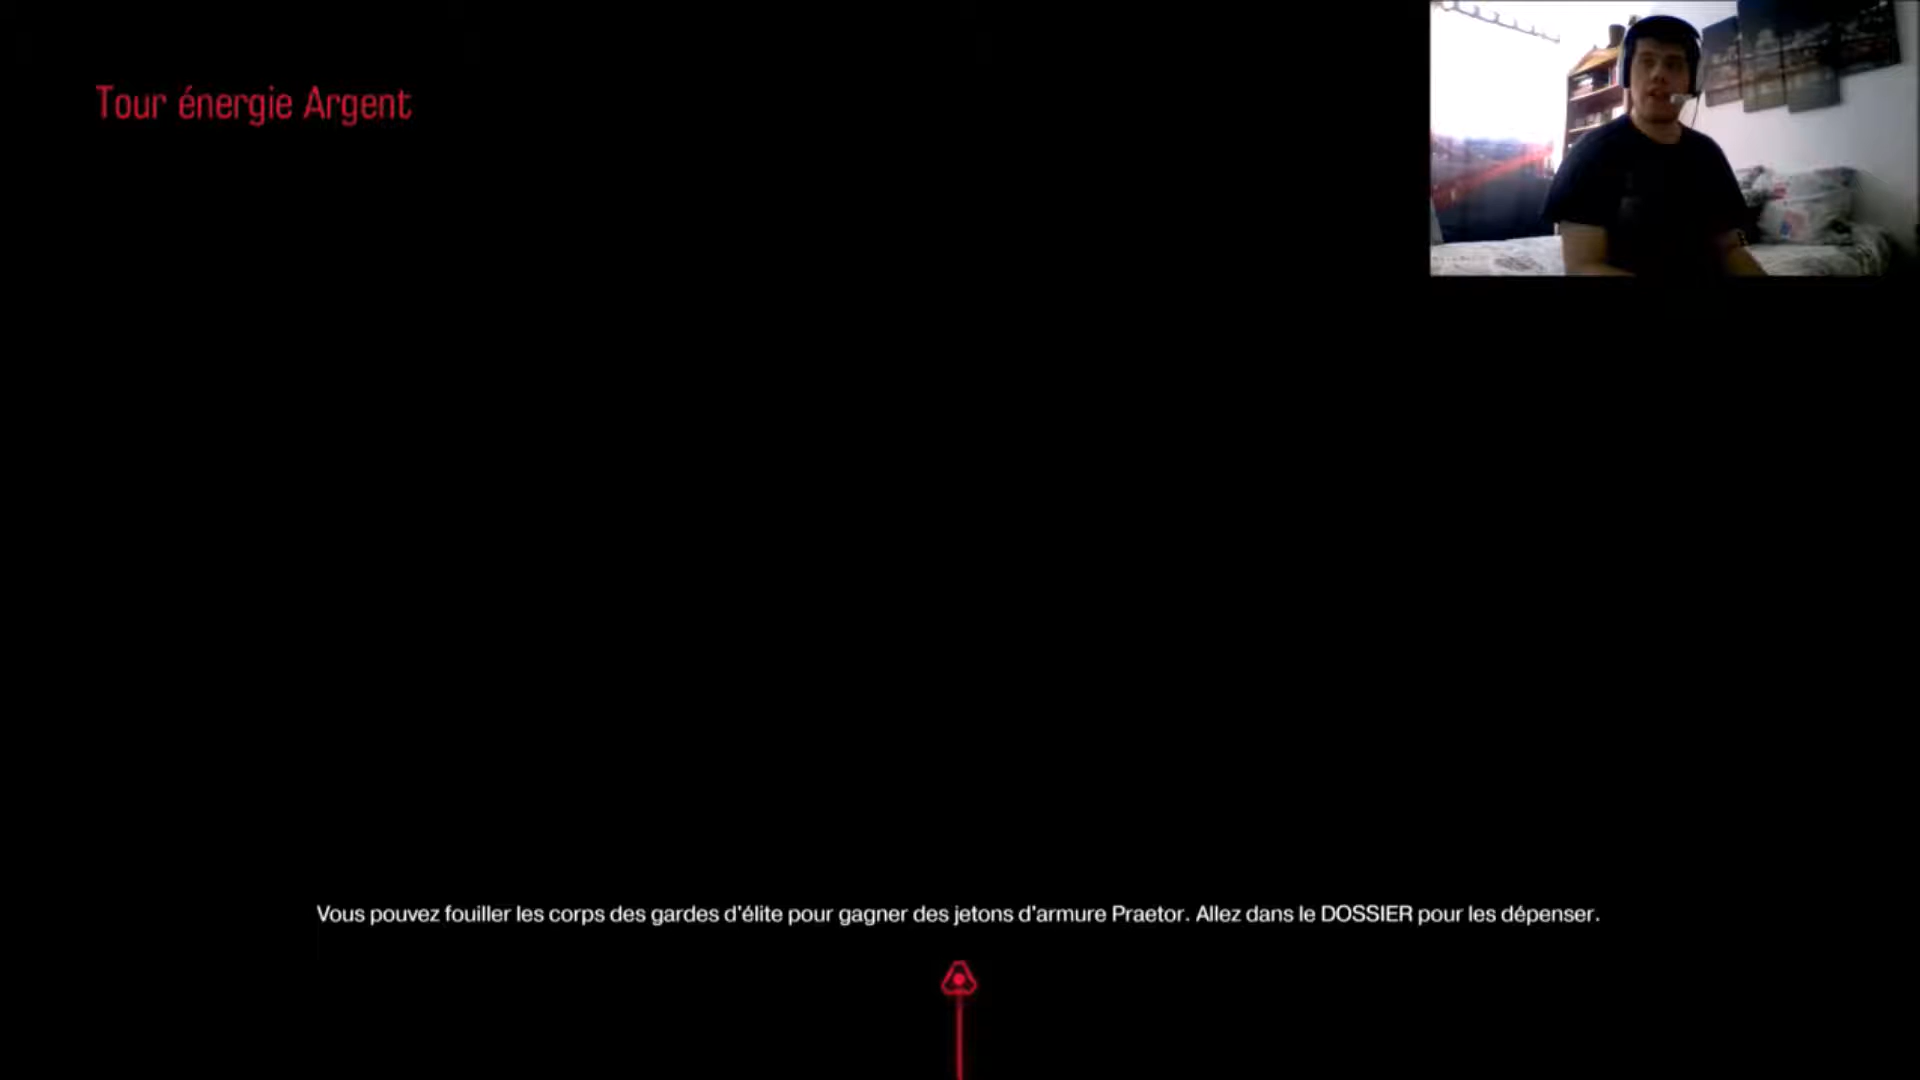 Tour énergie Argent
Vous pouvez fouiller les corps des gardes d'élite pour gagner des jetons d'armure Praetor. Allez dans le DOSSIER pour les dépenser.